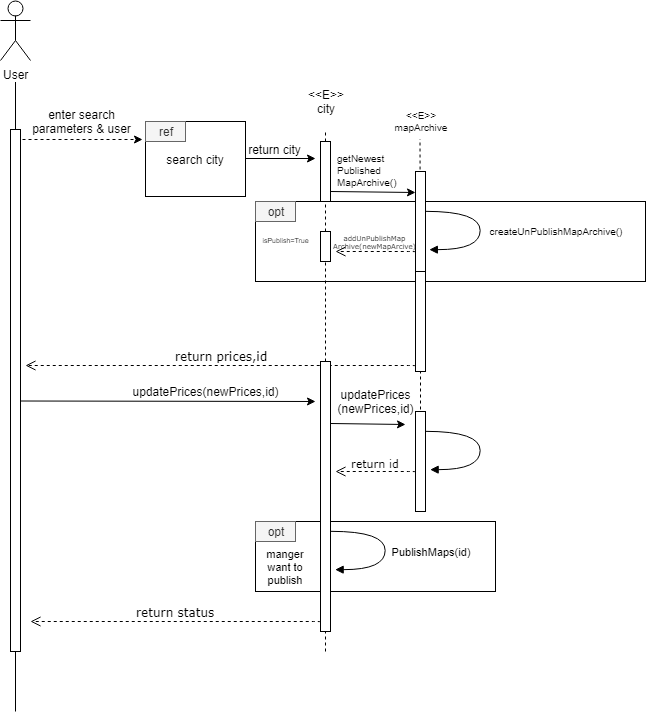 User
<<E>>
city
<<E>>
mapArchive
enter search
parameters & user
ref
search city
return city
getNewest
Published
MapArchive()
opt
isPublish=True
addUnPublishMap
Archive(newMapArcive)
createUnPublishMapArchive()
return prices,id
updatePrices(newPrices,id)
updatePrices
(newPrices,id)
return id
opt
manger
want to
publish
PublishMaps(id)
return status